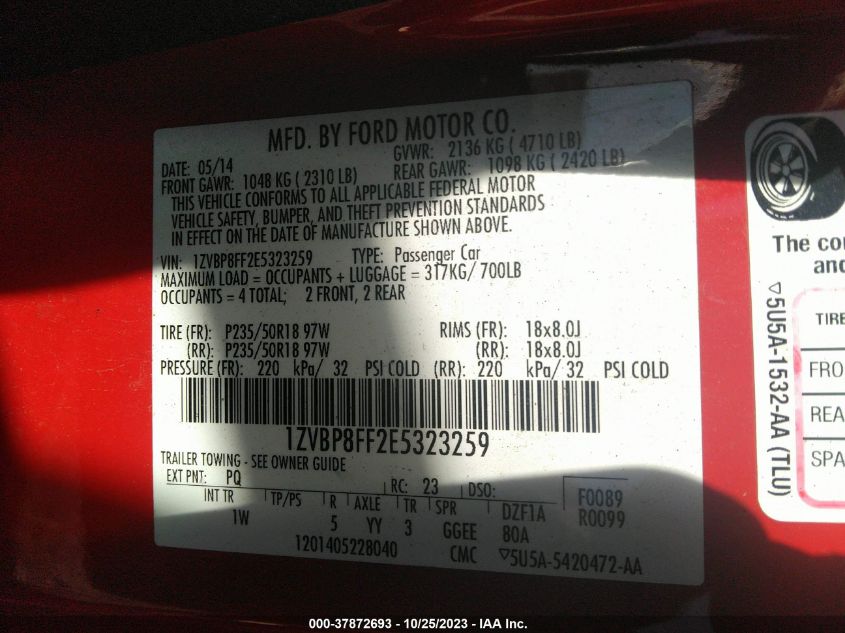 MFD. BY FORD MOTOR CO.
DATE: 05/14 GVWR: 2136 KG ( 4710 LB)
FRONT GAWR: 1048 KG ( 2310 LB) REAR GAWR: 1098 KG ( 2420 LB)
THIS VEHICLE CONFORMS TO ALL APPLICABLE FEDERAL MOTOR
VEHICLE SAFETY, BUMPER, AND THEFT PREVENTION STANDARDS
IN EFFECT ON THE DATE OF MANUFACTURE SHOWN ABOVE.
VIN: 1ZVBP8FF2E5323259 TYPE: Passenger Car
MAXIMUM LOAD = OCCUPANTS + LUGGAGE = 317KG/ 700LB
OCCUPANTS = 4 TOTAL; 2 FRONT, 2 REAR
TIRE (FR): P235/50R18 97W RIMS (FR): 18x8.0J
(RR): P235/50R18 97W (RR): 18x8.0J
PRESSURE (FR): 220 kPa/ 32 PSI COLD (RR): 220 kPa/ 32 PSI COLD
1ZVBP8FF2E5323259
TRAILER TOWING - SEE OWNER GUIDE
EXT PNT: PQ RC: 23 DSO: F0089
INT TR TP/PS R AXLE TR SPR DZF1A R0099
1W 5 YY 3 GGEE 80A
1201405228040 CMC ▽5U5A-5420472-AA
The co
and
▽5U5A-1532-AA (TLU)
TIRE
FRO
REA
SPA
000-37872693 - 10/25/2023 - IAA Inc.